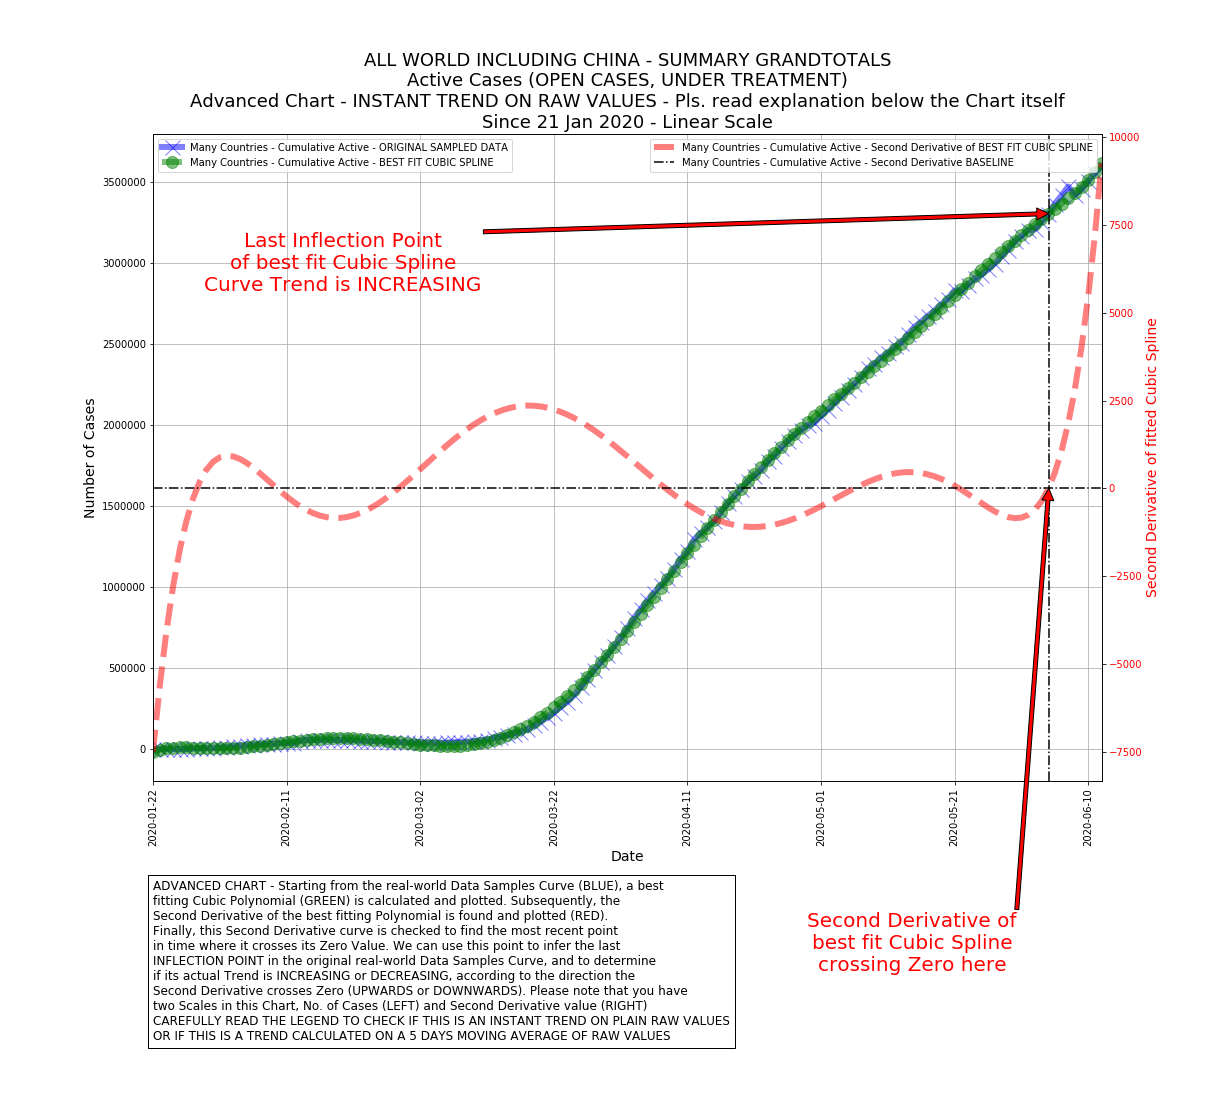 ALL WORLD INCLUDING CHINA - SUMMARY GRANDTOTALS
Active Cases (OPEN CASES, UNDER TREATMENT)
Advanced Chart - INSTANT TREND ON RAW VALUES - Pls. read explanation below the Chart itself
Since 21 Jan 2020 - Linear Scale
Many Countries - Cumulative Active - ORIGINAL SAMPLED DATA
Many Countries - Cumulative Active - BEST FIT CUBIC SPLINE
Many Countries - Cumulative Active - Second Derivative of BEST FIT CUBIC SPLINE
Many Countries - Cumulative Active - Second Derivative BASELINE
Last Inflection Point
of best fit Cubic Spline
Curve Trend is INCREASING
Number of Cases
3500000
3000000
2500000
2000000
1500000
1000000
500000
0
10000
7500
5000
2500
0
−2500
−5000
−7500
Second Derivative of fitted Cubic Spline
2020-01-22
2020-02-11
2020-03-02
2020-03-22
2020-04-11
2020-05-01
2020-05-21
2020-06-10
Date
ADVANCED CHART - Starting from the real-world Data Samples Curve (BLUE), a best
fitting Cubic Polynomial (GREEN) is calculated and plotted. Subsequently, the
Second Derivative of the best fitting Polynomial is found and plotted (RED).
Finally, this Second Derivative curve is checked to find the most recent point
in time where it crosses its Zero Value. We can use this point to infer the last
INFLECTION POINT in the original real-world Data Samples Curve, and to determine
if its actual Trend is INCREASING or DECREASING, according to the direction the
Second Derivative crosses Zero (UPWARDS or DOWNWARDS). Please note that you have
two Scales in this Chart, No. of Cases (LEFT) and Second Derivative value (RIGHT)
CAREFULLY READ THE LEGEND TO CHECK IF THIS IS AN INSTANT TREND ON PLAIN RAW VALUES
OR IF THIS IS A TREND CALCULATED ON A 5 DAYS MOVING AVERAGE OF RAW VALUES
Second Derivative of
best fit Cubic Spline
crossing Zero here